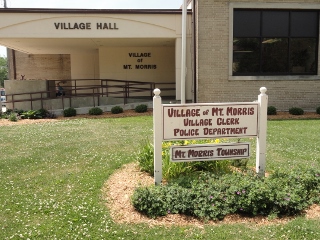 VILLAGE HALL
VILLAGE
of
MT. MORRIS
VILLAGE OF MT. MORRIS
VILLAGE CLERK
POLICE DEPARTMENT
MT. MORRIS TOWNSHIP